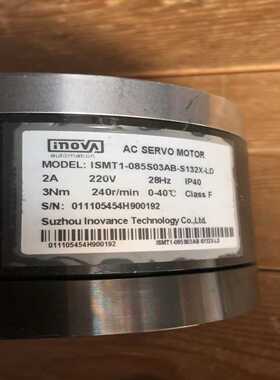 inovA
automation
AC SERVO MOTOR
MODEL: ISMT1-085S03AB-S132X-LD
2A 220V 28Hz IP40
3Nm 240r/min 0-40℃ Class F
S/N: 011105454H900192
Suzhou Inovance Technology Co.,Ltd.
011105454H900192
ISMT1-085S03AB-S132X-LD